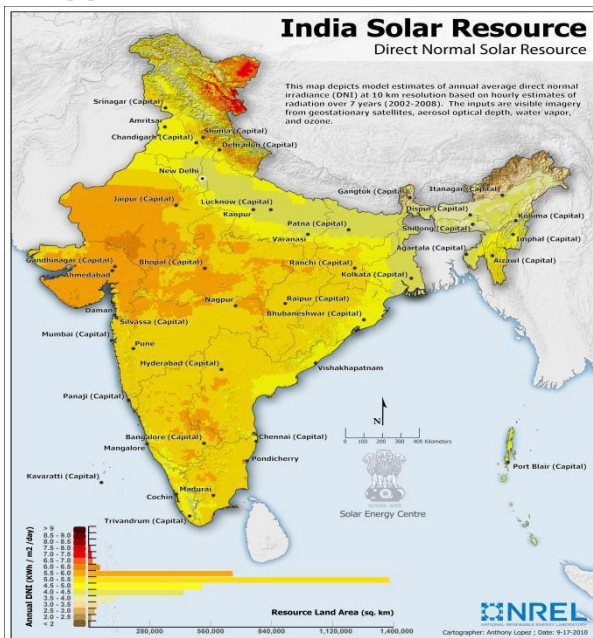 India Solar Resource
Direct Normal Solar Resource
This map depicts model estimates of annual average direct normal
irradiance (DNI) at 10 km resolution based on hourly estimates of
radiation over 7 years (2002-2008). The inputs are visible imagery
from geostationary satellites, aerosol optical depth, water vapor,
and ozone.
Srinagar (Capital)
Amritsar
Shimla (Capital)
Chandigarh (Capital)
Dehradun (Capital)
New Delhi
Jaipur (Capital)
Lucknow (Capital)
Kanpur
Gangtok (Capital)
Itanagar (Capital)
Dispur (Capital)
Kohima (Capital)
Patna (Capital)
Shillong (Capital)
Varanasi
Imphal (Capital)
Agartala (Capital)
Aizawl (Capital)
Gandhinagar (Capital)
Bhopal (Capital)
Ranchi (Capital)
Ahmedabad
Kolkata (Capital)
Nagpur
Raipur (Capital)
Daman
Silvassa (Capital)
Bhubaneshwar (Capital)
Mumbai (Capital)
Pune
Hyderabad (Capital)
Vishakhapatnam
Panaji (Capital)
N
0 100 200 300 400 Kilometers
Bangalore (Capital)
Chennai (Capital)
Mangalore
Pondicherry
Port Blair (Capital)
Kavaratti (Capital)
Madurai
Cochin
Solar Energy Centre
Trivandrum (Capital)
Annual DNI (KWh / m2 /day)
> 9
8.5 - 9.0
8.0 - 8.5
7.5 - 8.0
7.0 - 7.5
6.5 - 7.0
6.0 - 6.5
5.5 - 6.0
5.0 - 5.5
4.5 - 5.0
4.0 - 4.5
3.5 - 4.0
3.0 - 3.5
2.5 - 3.0
2.0 - 2.5
< 2
Resource Land Area (sq. km)
280,000 560,000 840,000 1,120,000 1,400,000
NREL
NATIONAL RENEWABLE ENERGY LABORATORY
Cartographer: Anthony Lopez ; Date: 9-17-2010